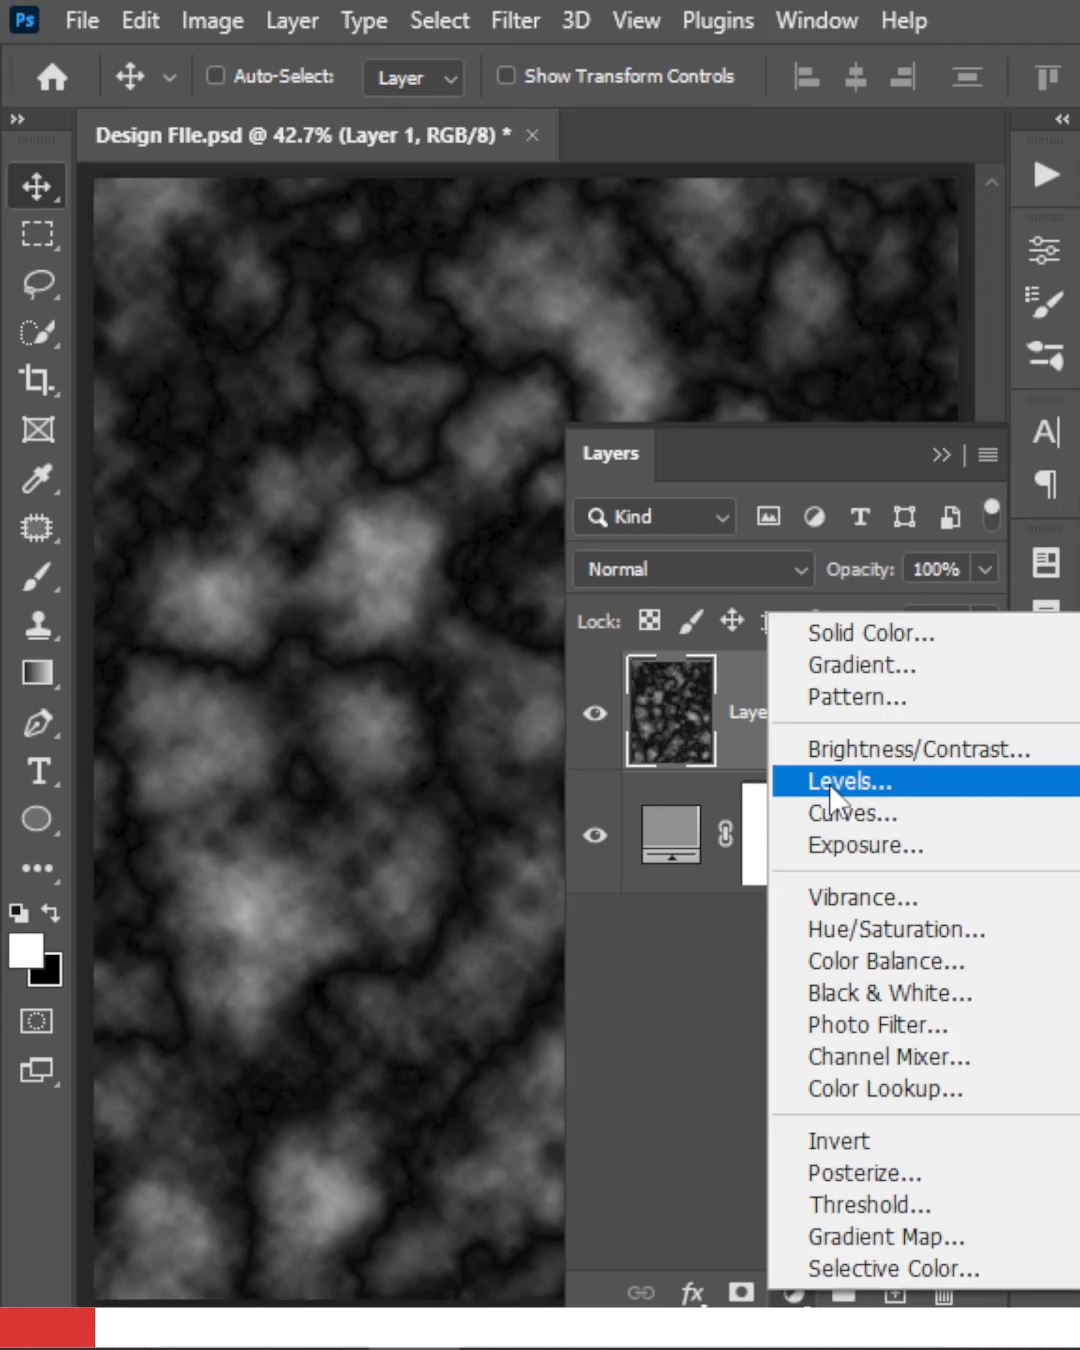 Ps File Edit Image Layer Type Select Filter 3D View Plugins Window Help
Auto-Select: Layer Show Transform Controls
Design FIle.psd @ 42.7% (Layer 1, RGB/8) *
Layers
Kind
Normal Opacity: 100%
Lock:
Solid Color...
Gradient...
Pattern...
Laye
Brightness/Contrast...
Levels...
Curves...
Exposure...
Vibrance...
Hue/Saturation...
Color Balance...
Black & White...
Photo Filter...
Channel Mixer...
Color Lookup...
Invert
Posterize...
Threshold...
Gradient Map...
Selective Color...
fx